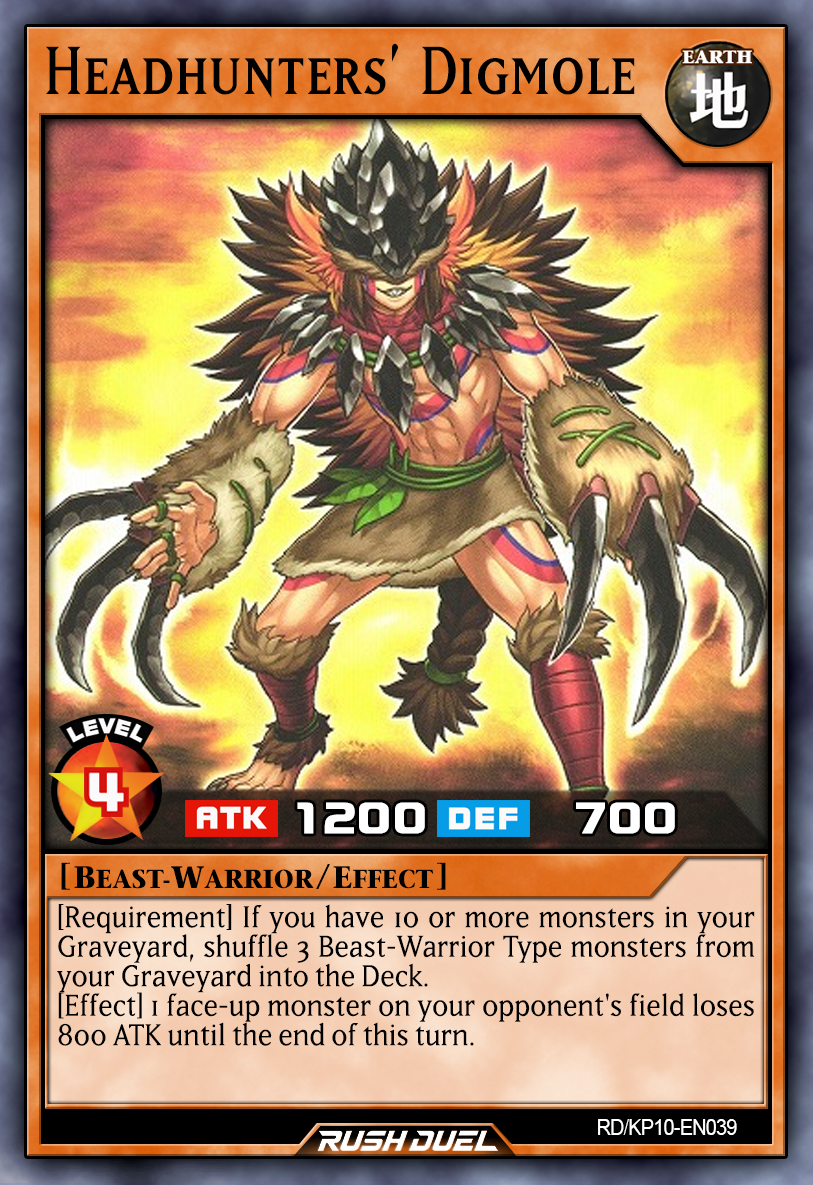 Headhunters' Digmole
EARTH
地
LEVEL
4
ATK 1200 DEF 700
[Beast-Warrior/Effect]
[Requirement] If you have 10 or more monsters in your
Graveyard, shuffle 3 Beast-Warrior Type monsters from
your Graveyard into the Deck.
[Effect] 1 face-up monster on your opponent's field loses
800 ATK until the end of this turn.
RD/KP10-EN039
RUSH DUEL